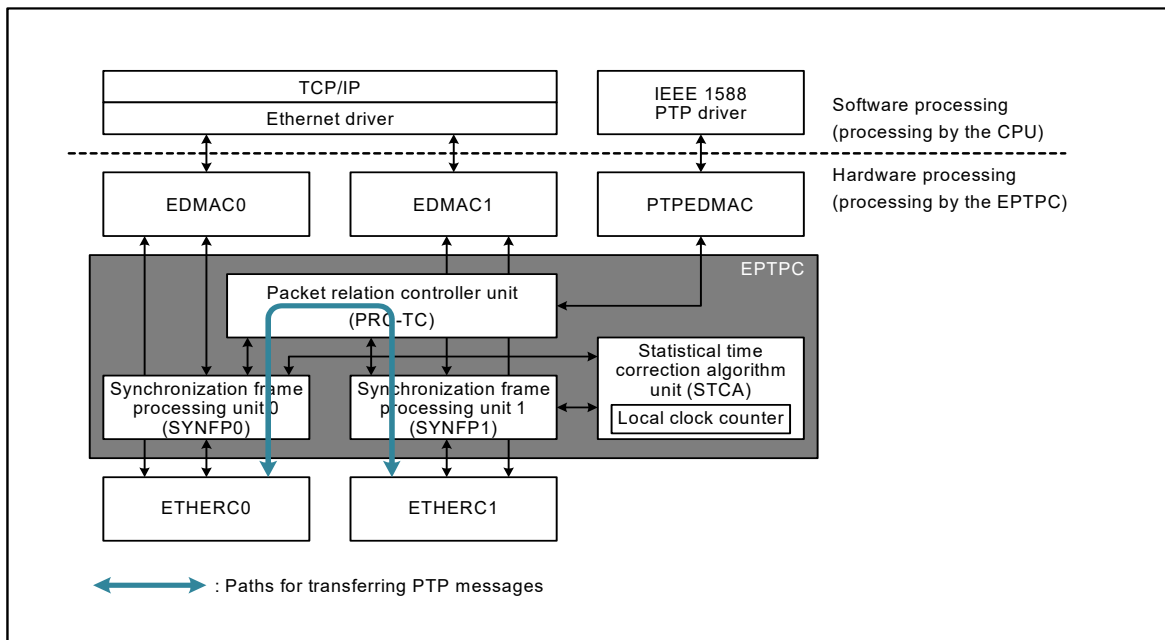 TCP/IP
Ethernet driver
IEEE 1588
PTP driver
Software processing
(processing by the CPU)
Hardware processing
(processing by the EPTPC)
EDMAC0
EDMAC1
PTPEDMAC
EPTPC
Packet relation controller unit
(PRC-TC)
Statistical time
correction algorithm
unit (STCA)
Local clock counter
Synchronization frame
processing unit 0
(SYNFP0)
Synchronization frame
processing unit 1
(SYNFP1)
ETHERC0
ETHERC1
: Paths for transferring PTP messages